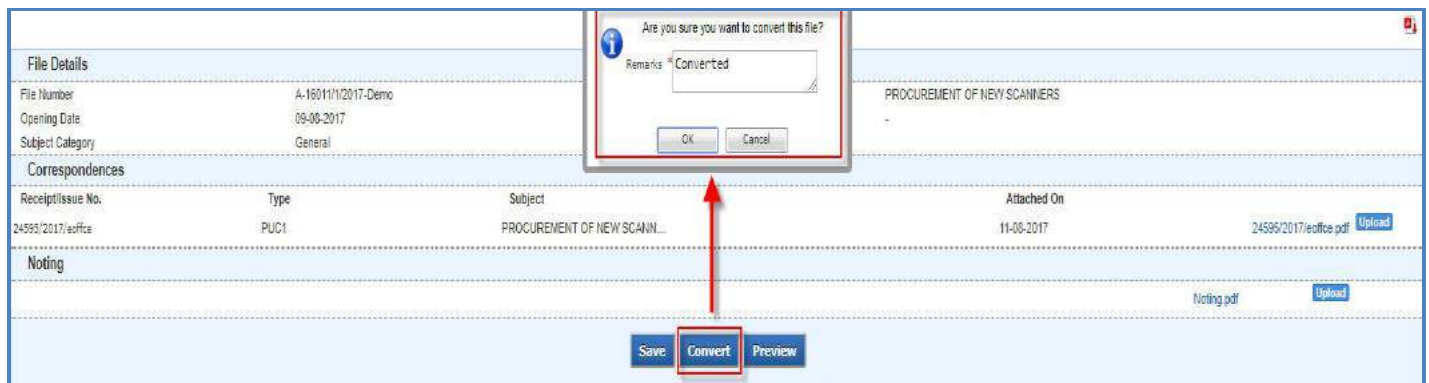 Are you sure you want to convert this file?
Remarks * Converted
OK Cancel
File Details
File Number A-16011/1/2017-Demo PROCUREMENT OF NEW SCANNERS
Opening Date 09-08-2017 -
Subject Category General
Correspondences
Receipt/Issue No. Type Subject Attached On
24595/2017/eoffce PUC1 PROCUREMENT OF NEW SCANN... 11-08-2017 24595/2017/eoffce.pdf Upload
Noting
Noting.pdf Upload
Save Convert Preview